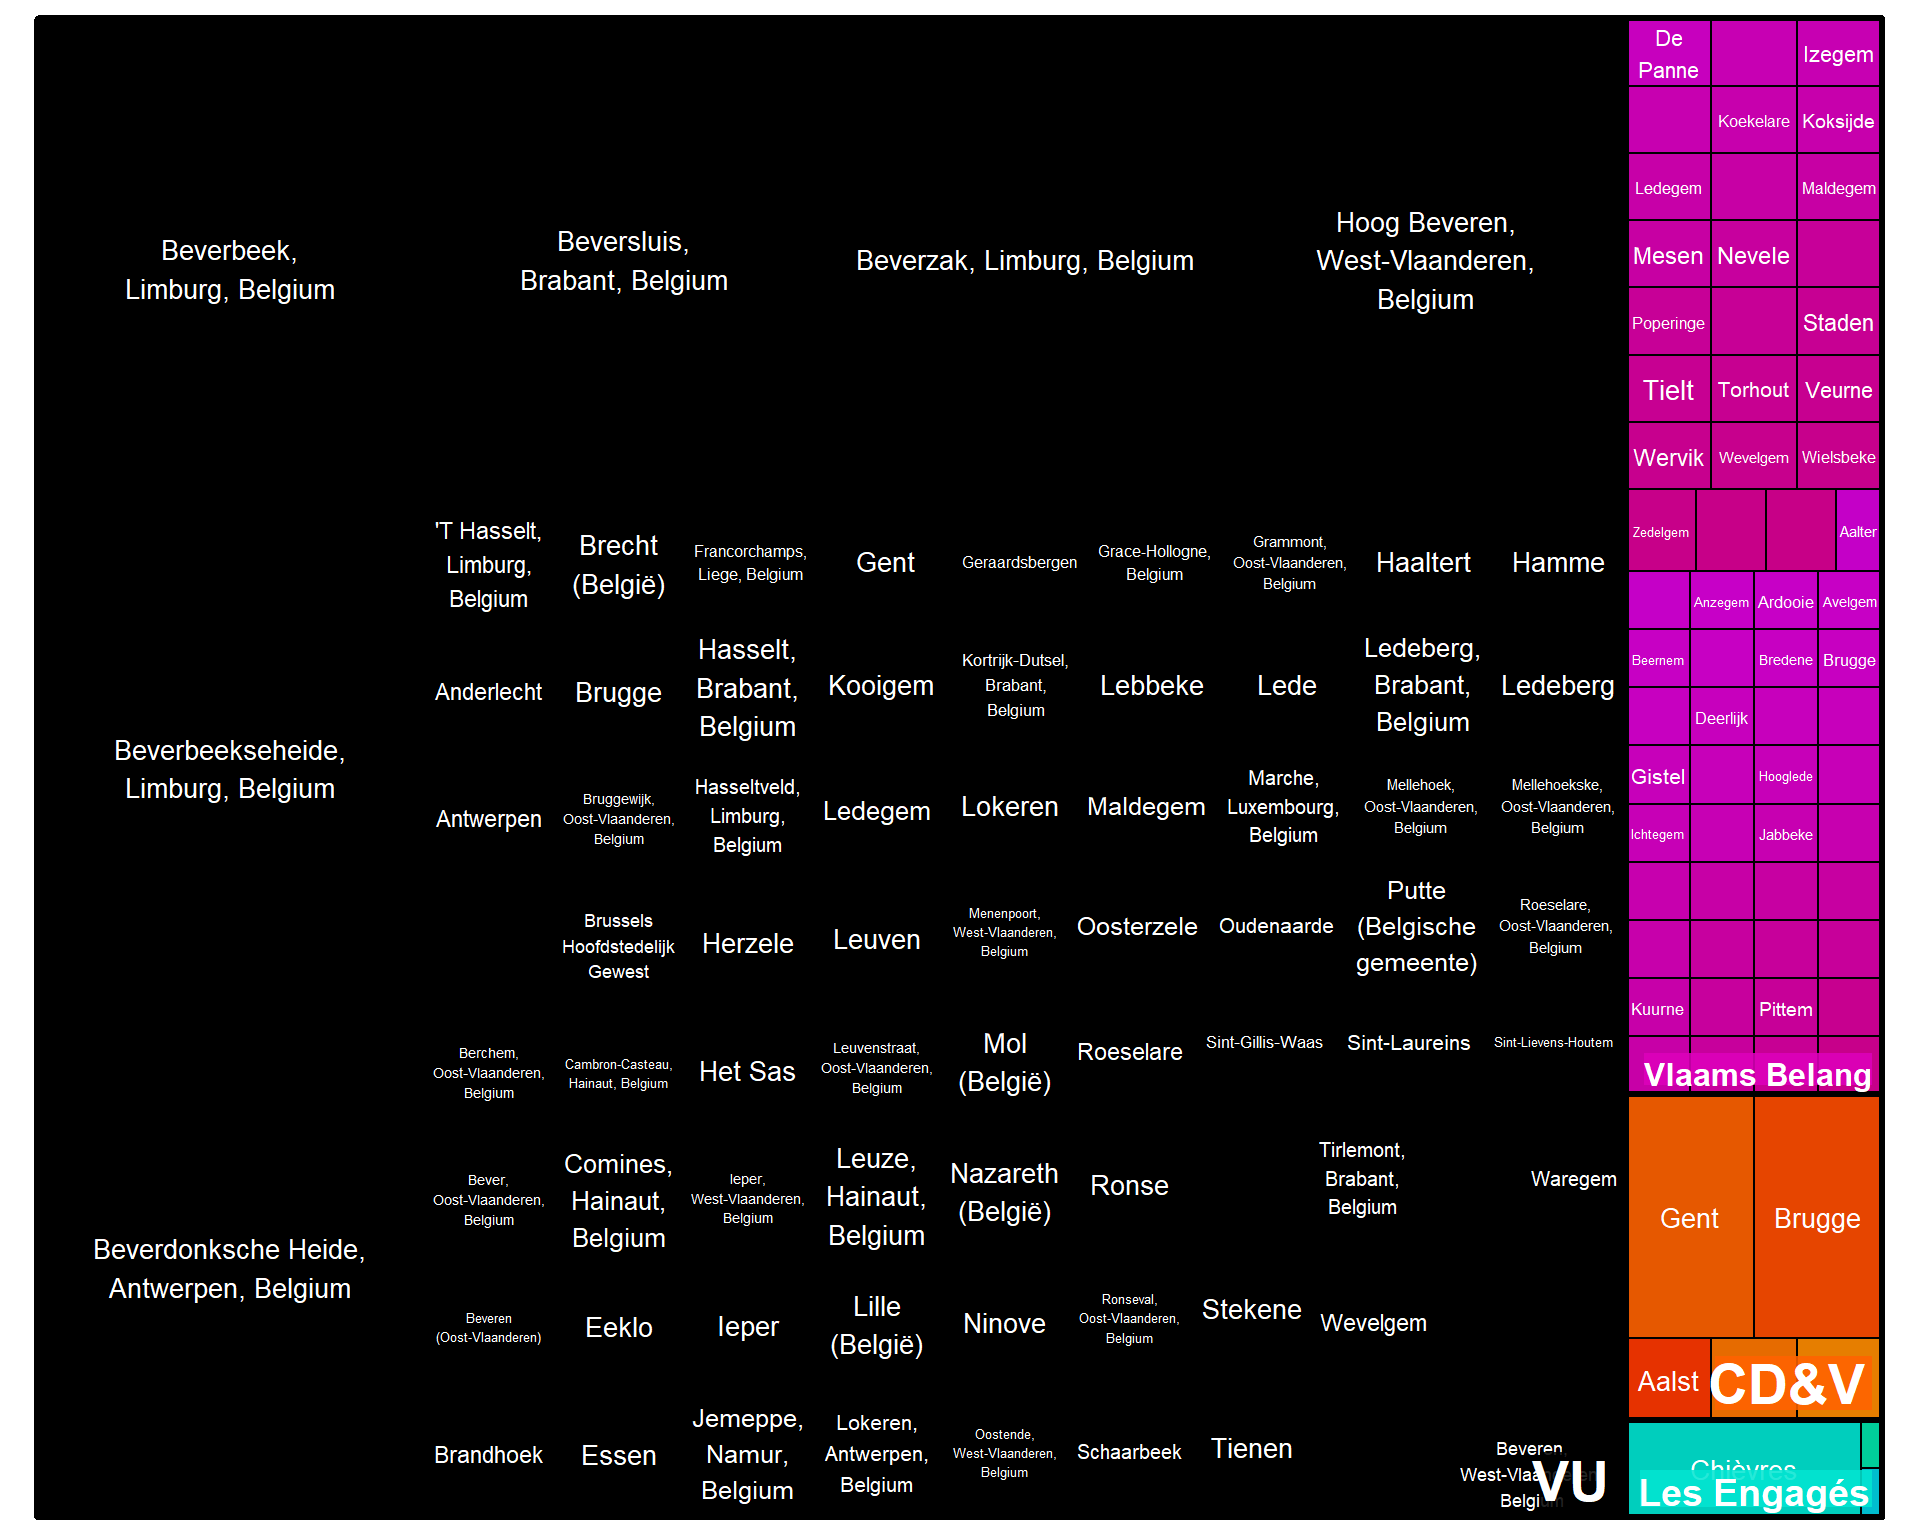 Beverbeek,
Limburg, Belgium
Beversluis,
Brabant, Belgium
Beverzak, Limburg, Belgium
Hoog Beveren,
West-Vlaanderen,
Belgium
Beverbeekseheide,
Limburg, Belgium
Beverdonksche Heide,
Antwerpen, Belgium
'T Hasselt,
Limburg,
Belgium
Brecht
(België)
Francorchamps,
Liege, Belgium
Gent
Geraardsbergen
Grace-Hollogne,
Belgium
Grammont,
Oost-Vlaanderen,
Belgium
Haaltert
Hamme
Anderlecht
Brugge
Hasselt,
Brabant,
Belgium
Kooigem
Kortrijk-Dutsel,
Brabant,
Belgium
Lebbeke
Lede
Ledeberg,
Brabant,
Belgium
Ledeberg
Antwerpen
Bruggewijk,
Oost-Vlaanderen,
Belgium
Hasseltveld,
Limburg,
Belgium
Ledegem
Lokeren
Maldegem
Marche,
Luxembourg,
Belgium
Mellehoek,
Oost-Vlaanderen,
Belgium
Mellehoekske,
Oost-Vlaanderen,
Belgium
Brussels
Hoofdstedelijk
Gewest
Herzele
Leuven
Menenpoort,
West-Vlaanderen,
Belgium
Oosterzele
Oudenaarde
Putte
(Belgische
gemeente)
Roeselare,
Oost-Vlaanderen,
Belgium
Berchem,
Oost-Vlaanderen,
Belgium
Cambron-Casteau,
Hainaut, Belgium
Het Sas
Leuvenstraat,
Oost-Vlaanderen,
Belgium
Mol
(België)
Roeselare
Sint-Gillis-Waas
Sint-Laureins
Sint-Lievens-Houtem
Bever,
Oost-Vlaanderen,
Belgium
Comines,
Hainaut,
Belgium
Ieper,
West-Vlaanderen,
Belgium
Leuze,
Hainaut,
Belgium
Nazareth
(België)
Ronse
Tirlemont,
Brabant,
Belgium
Waregem
Beveren
(Oost-Vlaanderen)
Eeklo
Ieper
Lille
(België)
Ninove
Ronseval,
Oost-Vlaanderen,
Belgium
Stekene
Wevelgem
Brandhoek
Essen
Jemeppe,
Namur,
Belgium
Lokeren,
Antwerpen,
Belgium
Oostende,
West-Vlaanderen,
Belgium
Schaarbeek
Tienen
Beveren,
West-Vlaanderen,
Belgium
VU
De
Panne
Izegem
Koekelare
Koksijde
Ledegem
Maldegem
Mesen
Nevele
Poperinge
Staden
Tielt
Torhout
Veurne
Wervik
Wevelgem
Wielsbeke
Zedelgem
Aalter
Anzegem
Ardooie
Avelgem
Beernem
Bredene
Brugge
Deerlijk
Gistel
Hooglede
Ichtegem
Jabbeke
Kuurne
Pittem
Vlaams Belang
Gent
Brugge
Aalst
CD&V
Chièvres
Les Engagés